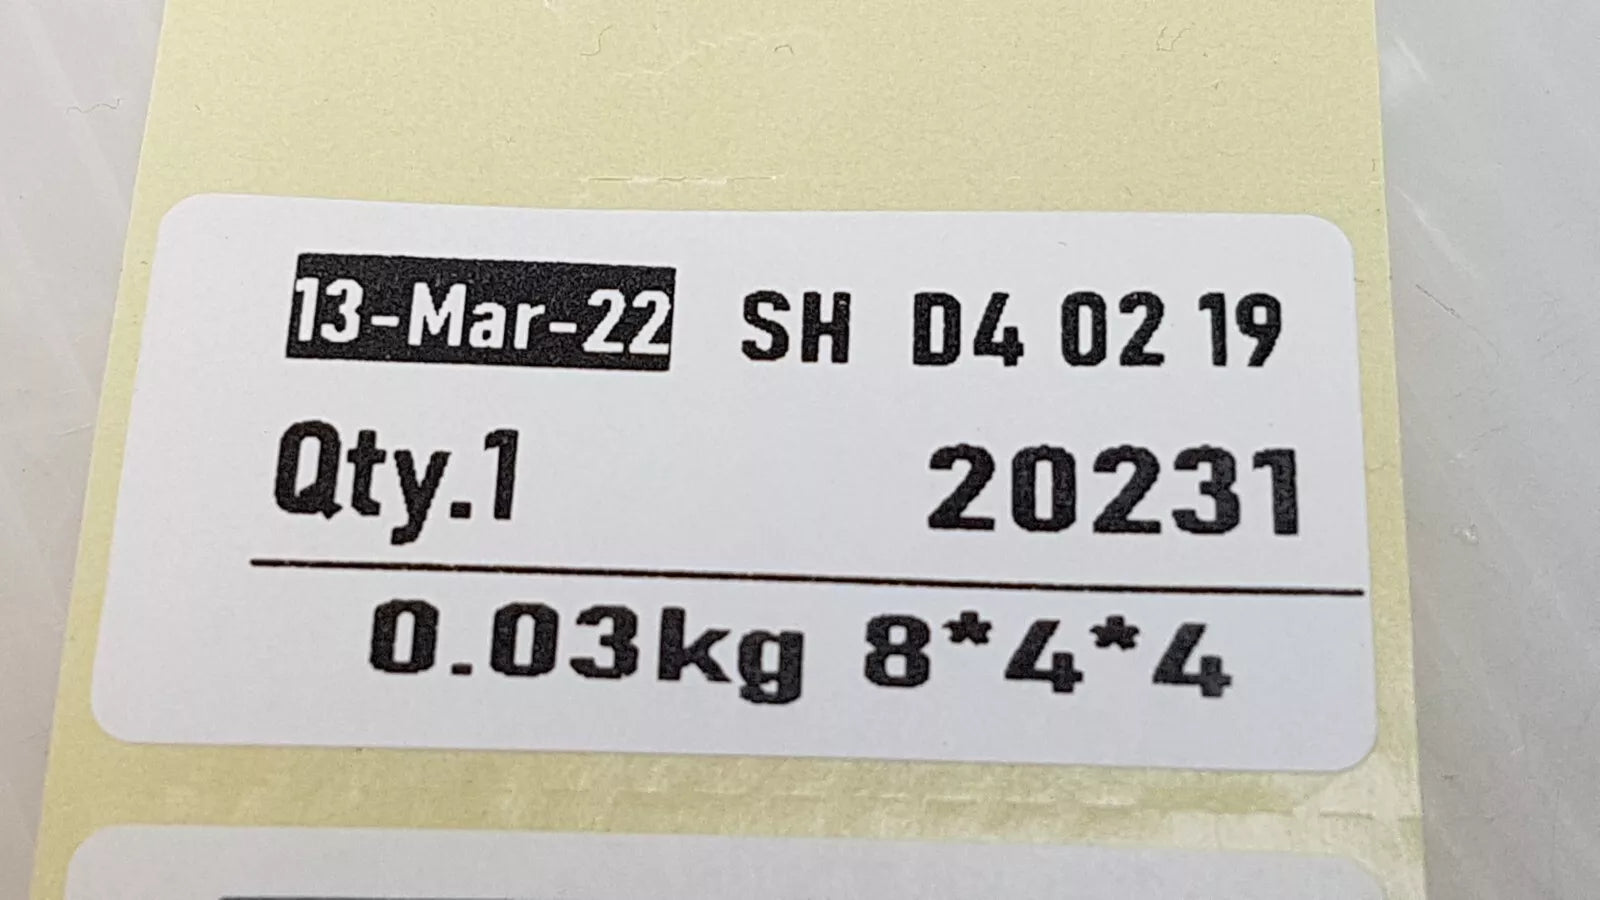 13-Mar-22 SH D4 02 19
Qty.1 20231
0.03kg 8*4*4